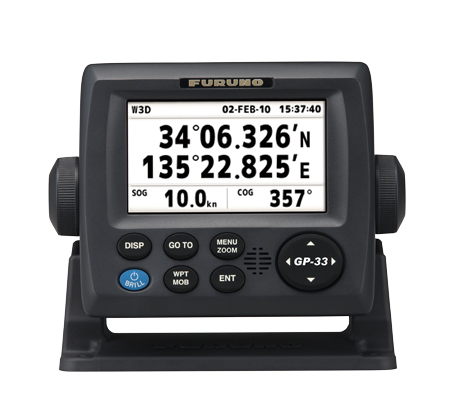 FURUNO
W3D 02-FEB-10 15:37:40
34°06.326'N
135°22.825'E
SOG 10.0kn COG 357°
DISP GO TO MENU ZOOM
BRILL WPT MOB ENT
GP-33